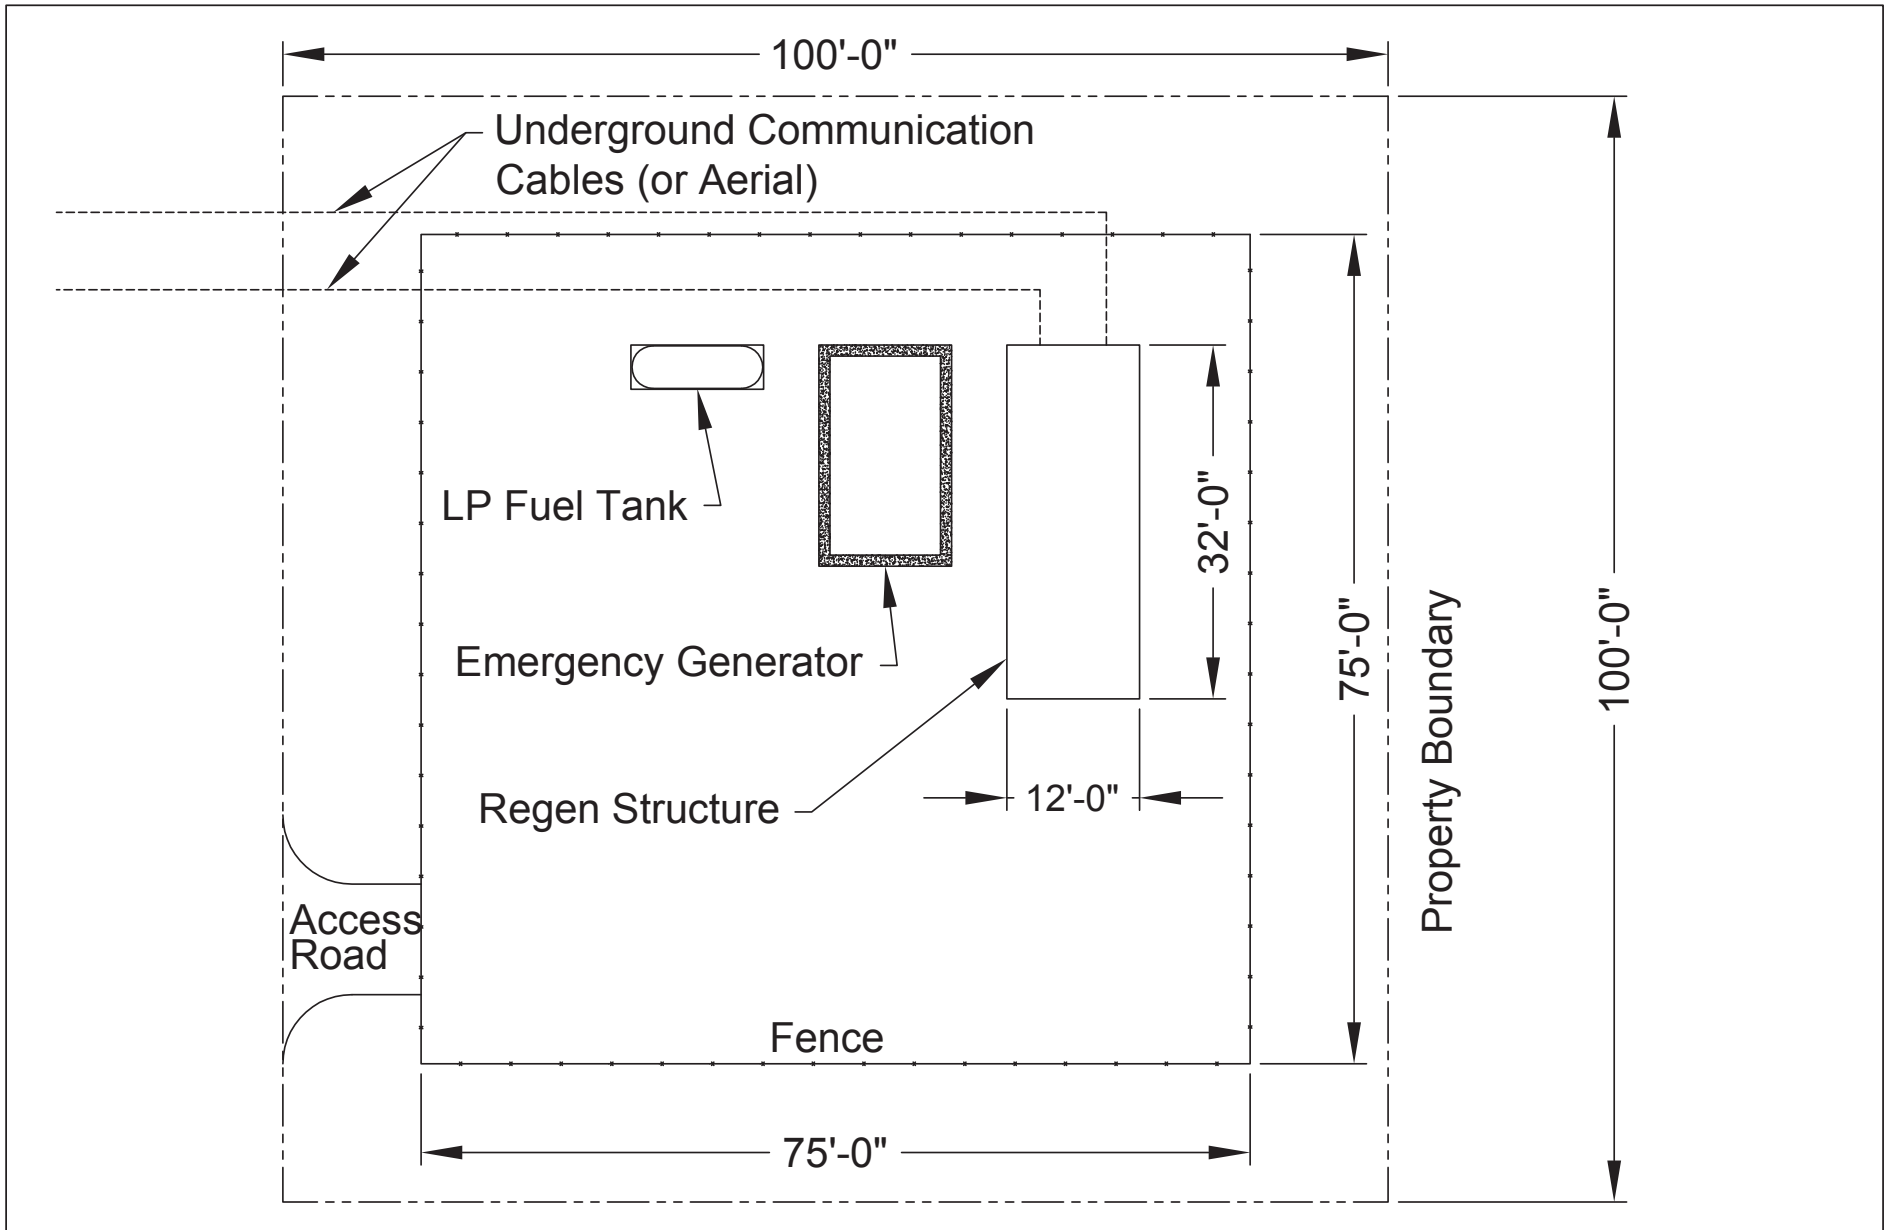 100'-0"
Underground Communication
Cables (or Aerial)
LP Fuel Tank
32'-0"
Emergency Generator
75'-0"
100'-0"
Property Boundary
Regen Structure
12'-0"
Access
Road
Fence
75'-0"